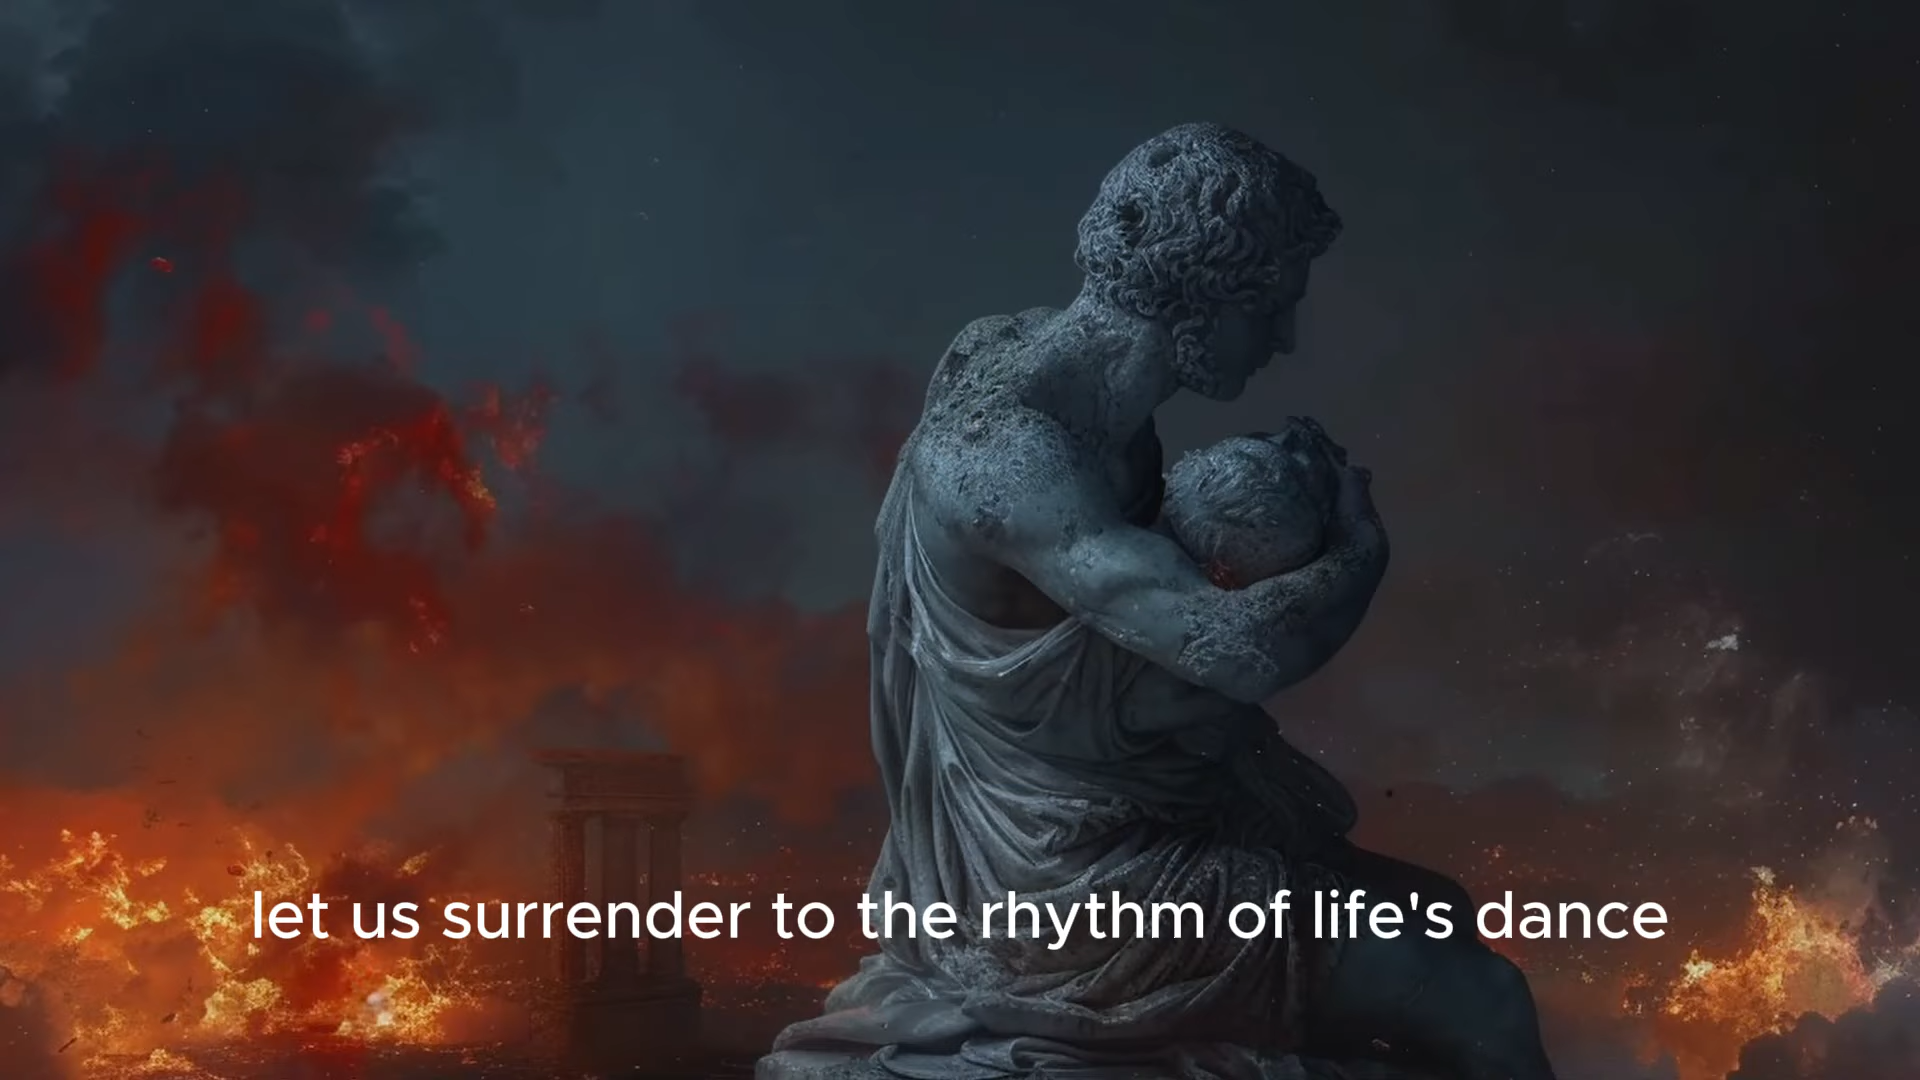 let us surrender to the rhythm of life's dance